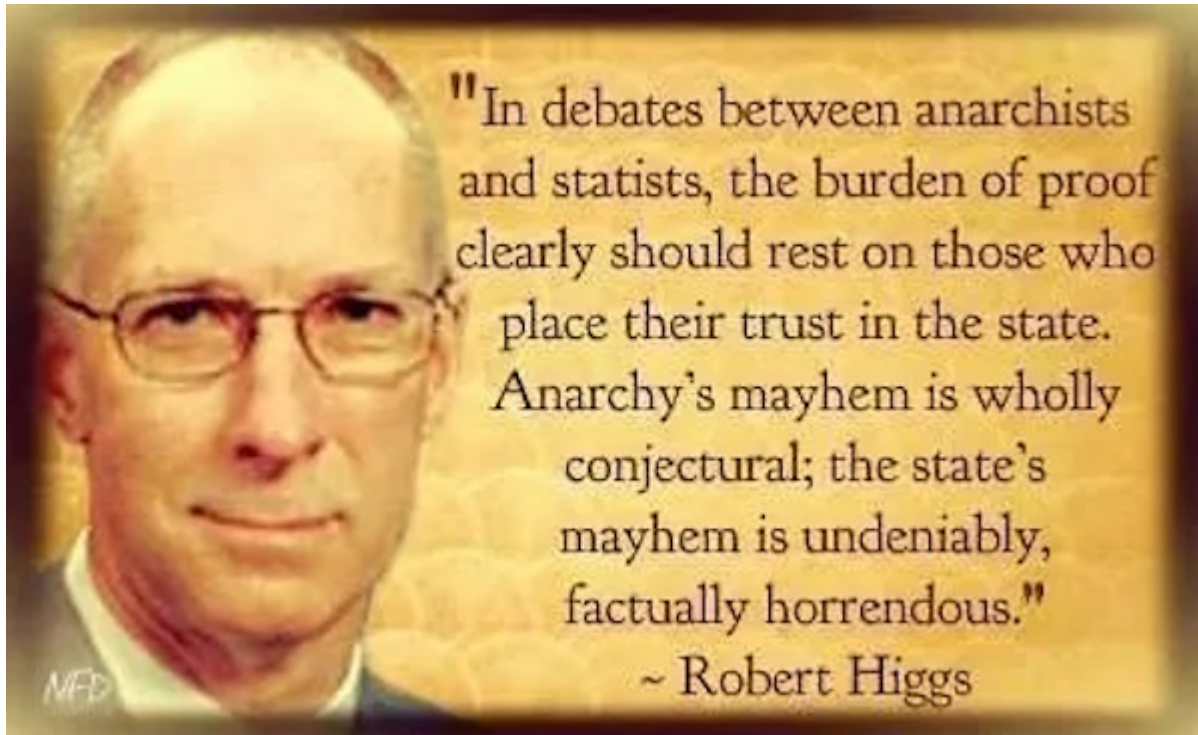 "In debates between anarchists
and statists, the burden of proof
clearly should rest on those who
place their trust in the state.
Anarchy's mayhem is wholly
conjectural; the state's
mayhem is undeniably,
factually horrendous."
~ Robert Higgs
NFD